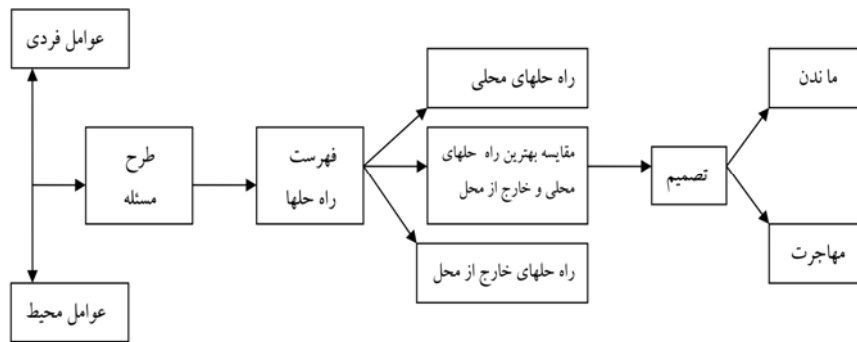 عوامل فردی
عوامل محیط
طرح
مسئله
فهرست
راه حلها
راه حلهای محلی
مقایسه بهترین راه حلهای
محلی و خارج از محل
راه حلهای خارج از محل
تصمیم
ما ندن
مهاجرت